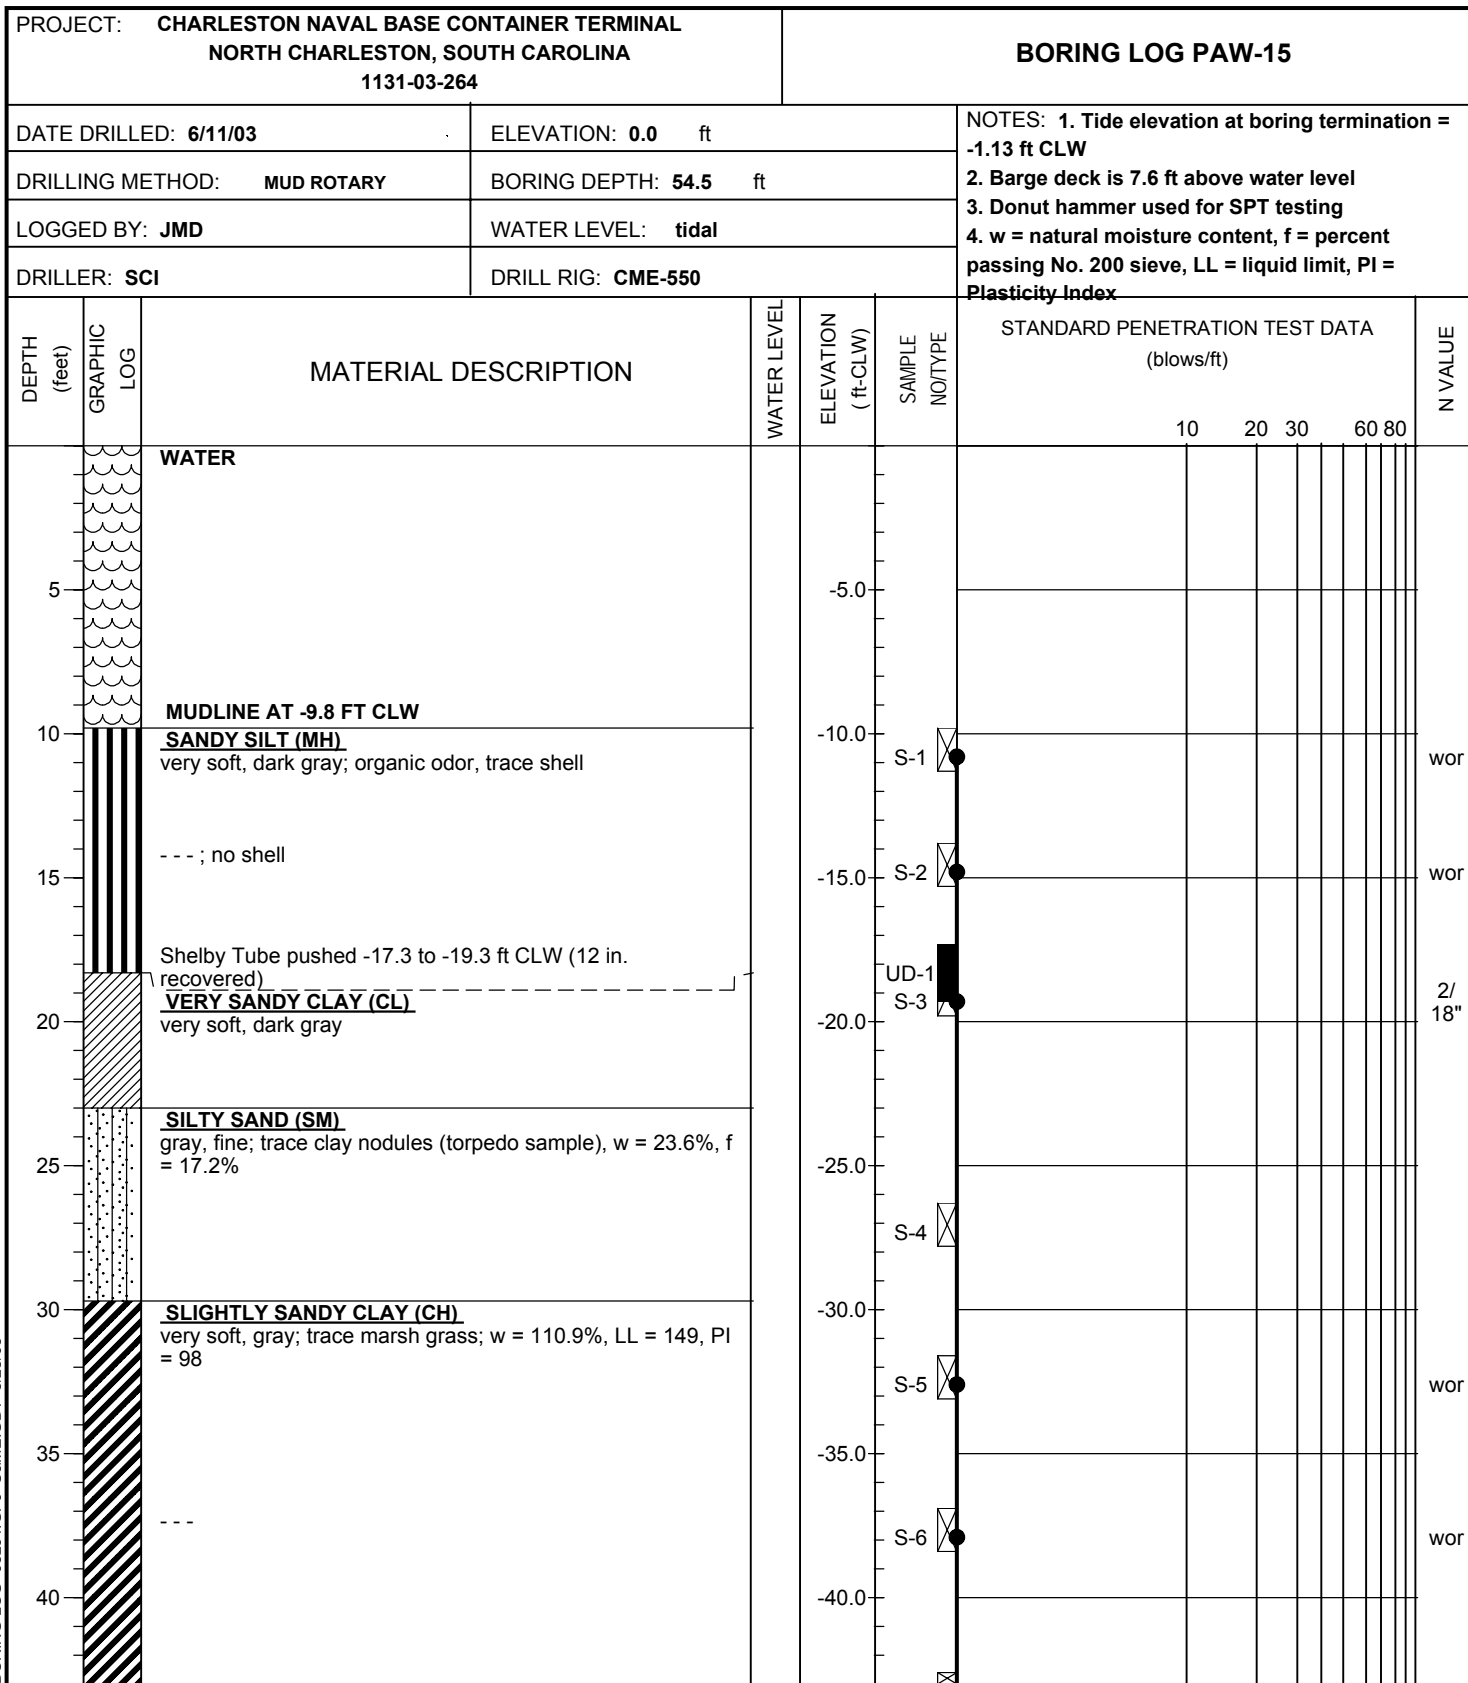 PROJECT: CHARLESTON NAVAL BASE CONTAINER TERMINAL
NORTH CHARLESTON, SOUTH CAROLINA
1131-03-264
BORING LOG PAW-15
DATE DRILLED: 6/11/03
ELEVATION: 0.0 ft
DRILLING METHOD: MUD ROTARY
BORING DEPTH: 54.5 ft
LOGGED BY: JMD
WATER LEVEL: tidal
DRILLER: SCI
DRILL RIG: CME-550
NOTES: 1. Tide elevation at boring termination =
-1.13 ft CLW
2. Barge deck is 7.6 ft above water level
3. Donut hammer used for SPT testing
4. w = natural moisture content, f = percent
passing No. 200 sieve, LL = liquid limit, PI =
Plasticity Index
DEPTH
(feet)
GRAPHIC
LOG
MATERIAL DESCRIPTION
WATER LEVEL
ELEVATION
( ft-CLW)
SAMPLE
NO/TYPE
STANDARD PENETRATION TEST DATA
(blows/ft)
10 20 30 60 80
N VALUE
WATER
5 -5.0
MUDLINE AT -9.8 FT CLW
10 -10.0
SANDY SILT (MH)
very soft, dark gray; organic odor, trace shell
S-1 wor
- - - ; no shell
15 -15.0 S-2 wor
Shelby Tube pushed -17.3 to -19.3 ft CLW (12 in.
recovered)
UD-1
VERY SANDY CLAY (CL)
S-3 2/
18"
very soft, dark gray
20 -20.0
SILTY SAND (SM)
gray, fine; trace clay nodules (torpedo sample), w = 23.6%, f
= 17.2%
25 -25.0
S-4
30 -30.0
SLIGHTLY SANDY CLAY (CH)
very soft, gray; trace marsh grass; w = 110.9%, LL = 149, PI
= 98
S-5 wor
35 -35.0
- - -
S-6 wor
40 -40.0